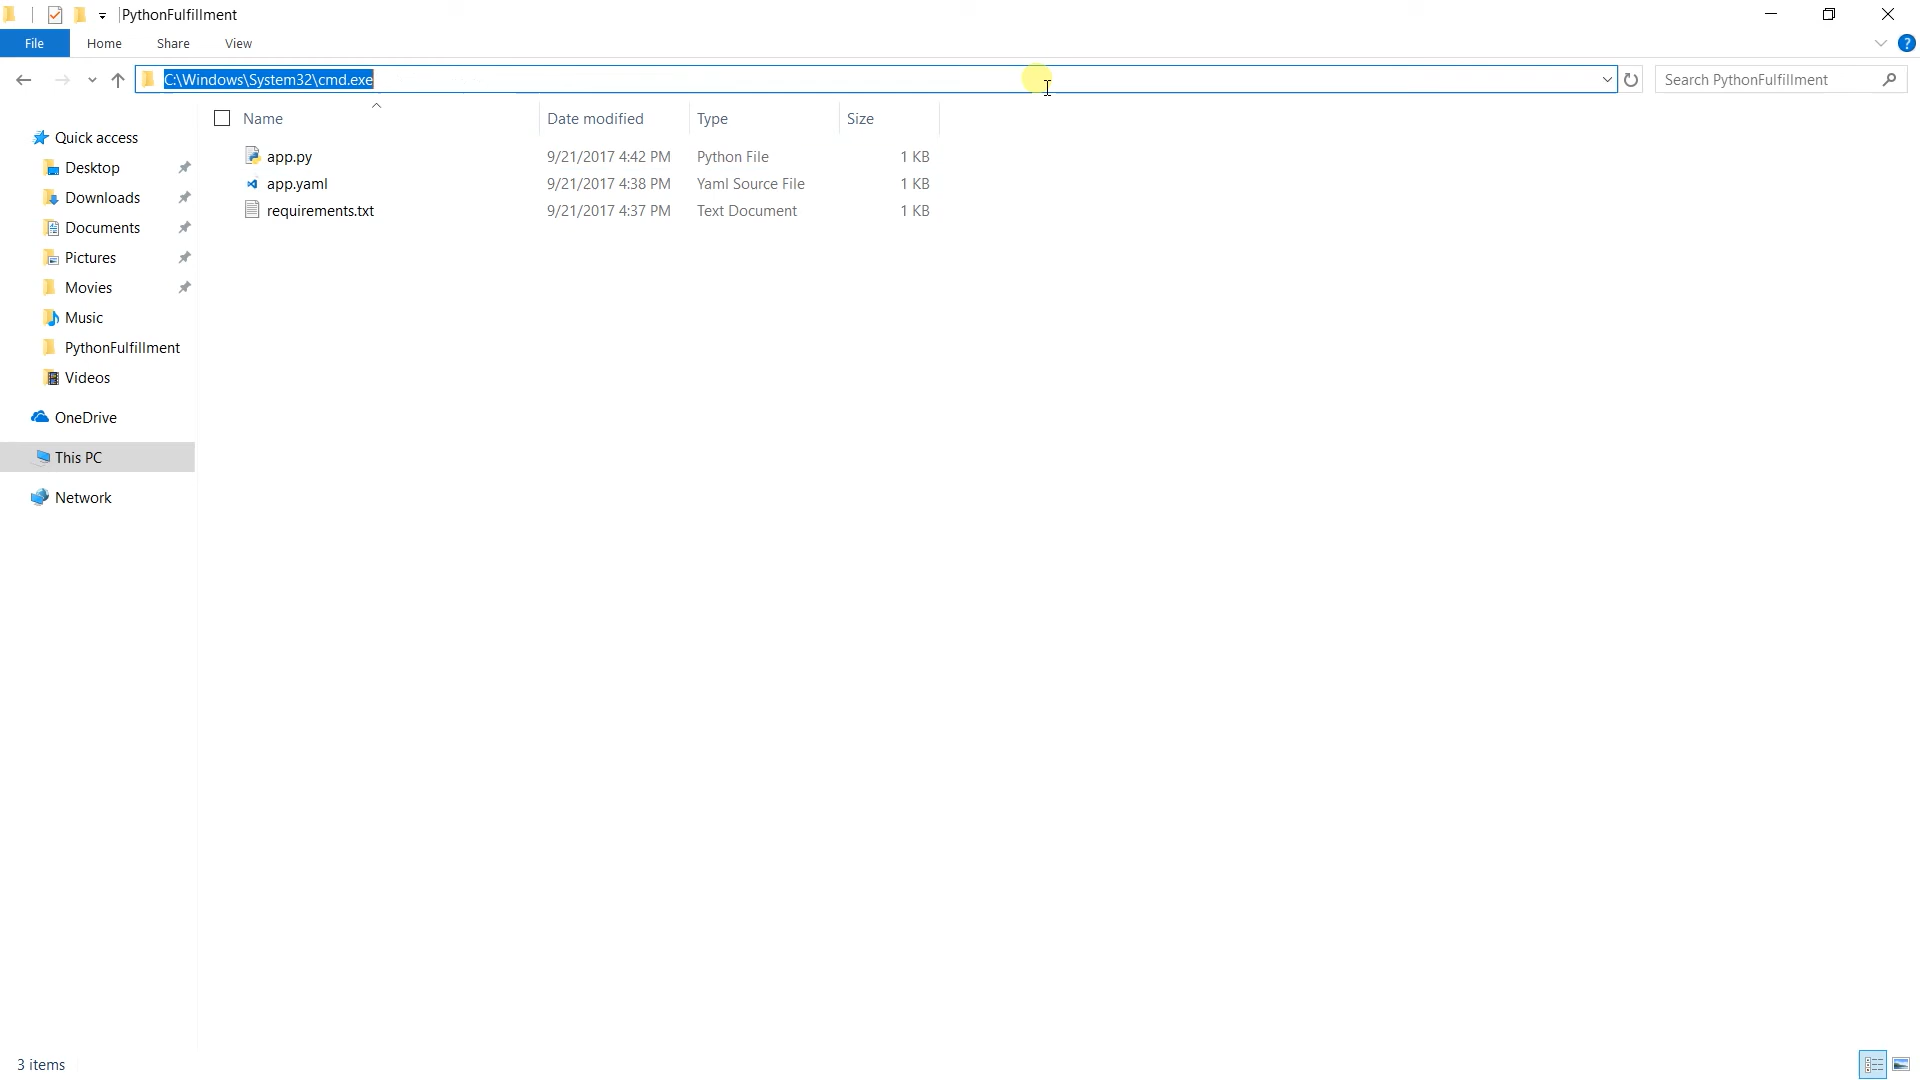 PythonFulfillment
File Home Share View
C:\Windows\System32\cmd.exe
Search PythonFulfillment
Name Date modified Type Size
app.py 9/21/2017 4:42 PM Python File 1 KB
app.yaml 9/21/2017 4:38 PM Yaml Source File 1 KB
requirements.txt 9/21/2017 4:37 PM Text Document 1 KB
Quick access
Desktop
Downloads
Documents
Pictures
Movies
Music
PythonFulfillment
Videos
OneDrive
This PC
Network
3 items